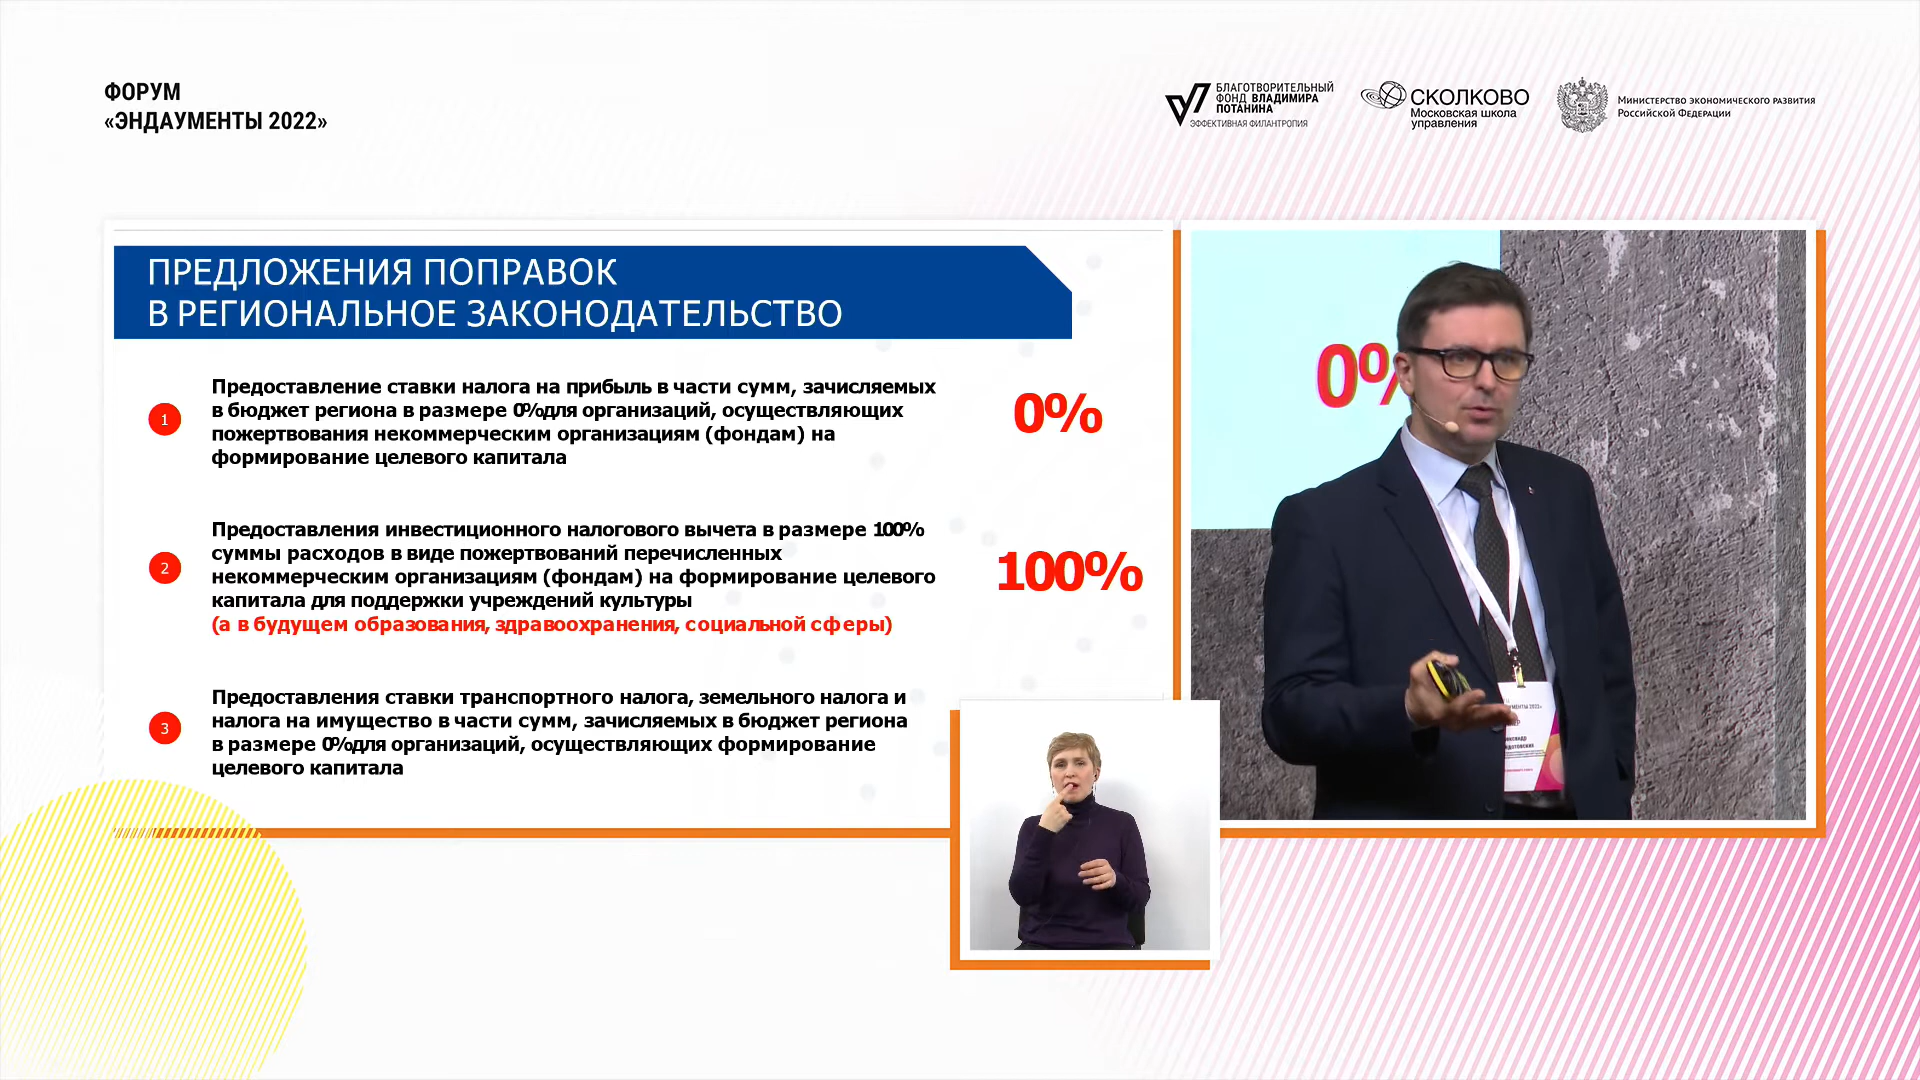 ФОРУМ
«ЭНДАУМЕНТЫ 2022»
БЛАГОТВОРИТЕЛЬНЫЙ
ФОНД ВЛАДИМИРА
ПОТАНИНА
ЭФФЕКТИВНАЯ ФИЛАНТРОПИЯ
СКОЛКОВО
Московская школа
управления
Министерство экономического развития
Российской Федерации
ПРЕДЛОЖЕНИЯ ПОПРАВОК
В РЕГИОНАЛЬНОЕ ЗАКОНОДАТЕЛЬСТВО
1
Предоставление ставки налога на прибыль в части сумм, зачисляемых
в бюджет региона в размере 0%для организаций, осуществляющих
пожертвования некоммерческим организациям (фондам) на
формирование целевого капитала
0%
2
Предоставления инвестиционного налогового вычета в размере 100%
суммы расходов в виде пожертвований перечисленных
некоммерческим организациям (фондам) на формирование целевого
капитала для поддержки учреждений культуры
(а в будущем образования, здравоохранения, социальной сферы)
100%
3
Предоставления ставки транспортного налога, земельного налога и
налога на имущество в части сумм, зачисляемых в бюджет региона
в размере 0%для организаций, осуществляющих формирование
целевого капитала
0%